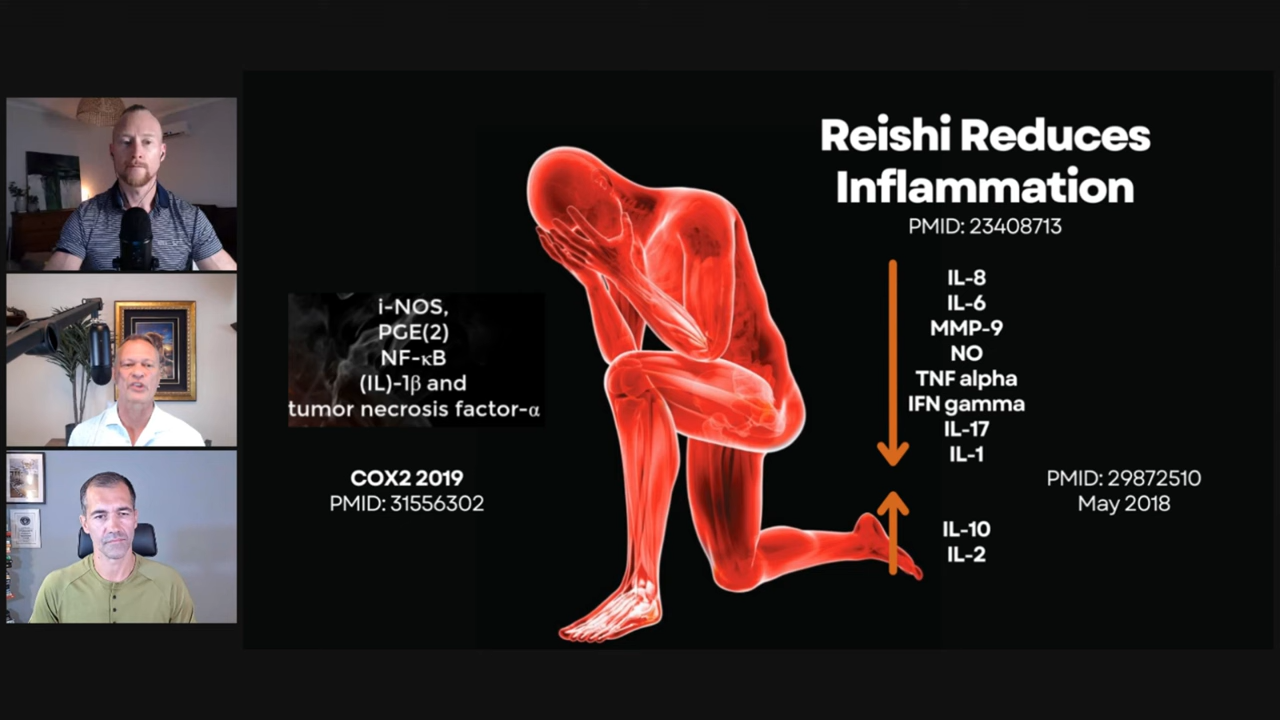 Reishi Reduces
Inflammation
PMID: 23408713
i-NOS,
PGE(2)
NF-κB
(IL)-1β and
tumor necrosis factor-α
COX2 2019
PMID: 31556302
IL-8
IL-6
MMP-9
NO
TNF alpha
IFN gamma
IL-17
IL-1
PMID: 29872510
May 2018
IL-10
IL-2